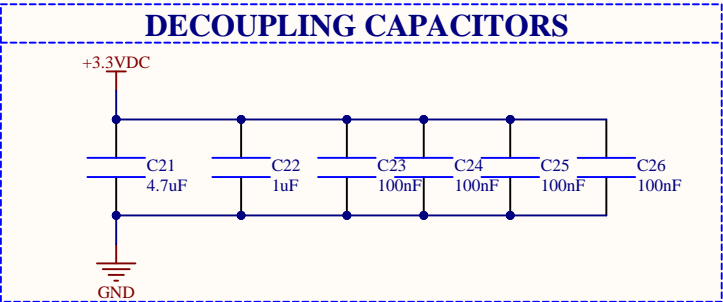 DECOUPLING CAPACITORS
+3.3VDC
C21 C22 C23 C24 C25 C26
4.7uF 1uF 100nF 100nF 100nF 100nF
GND